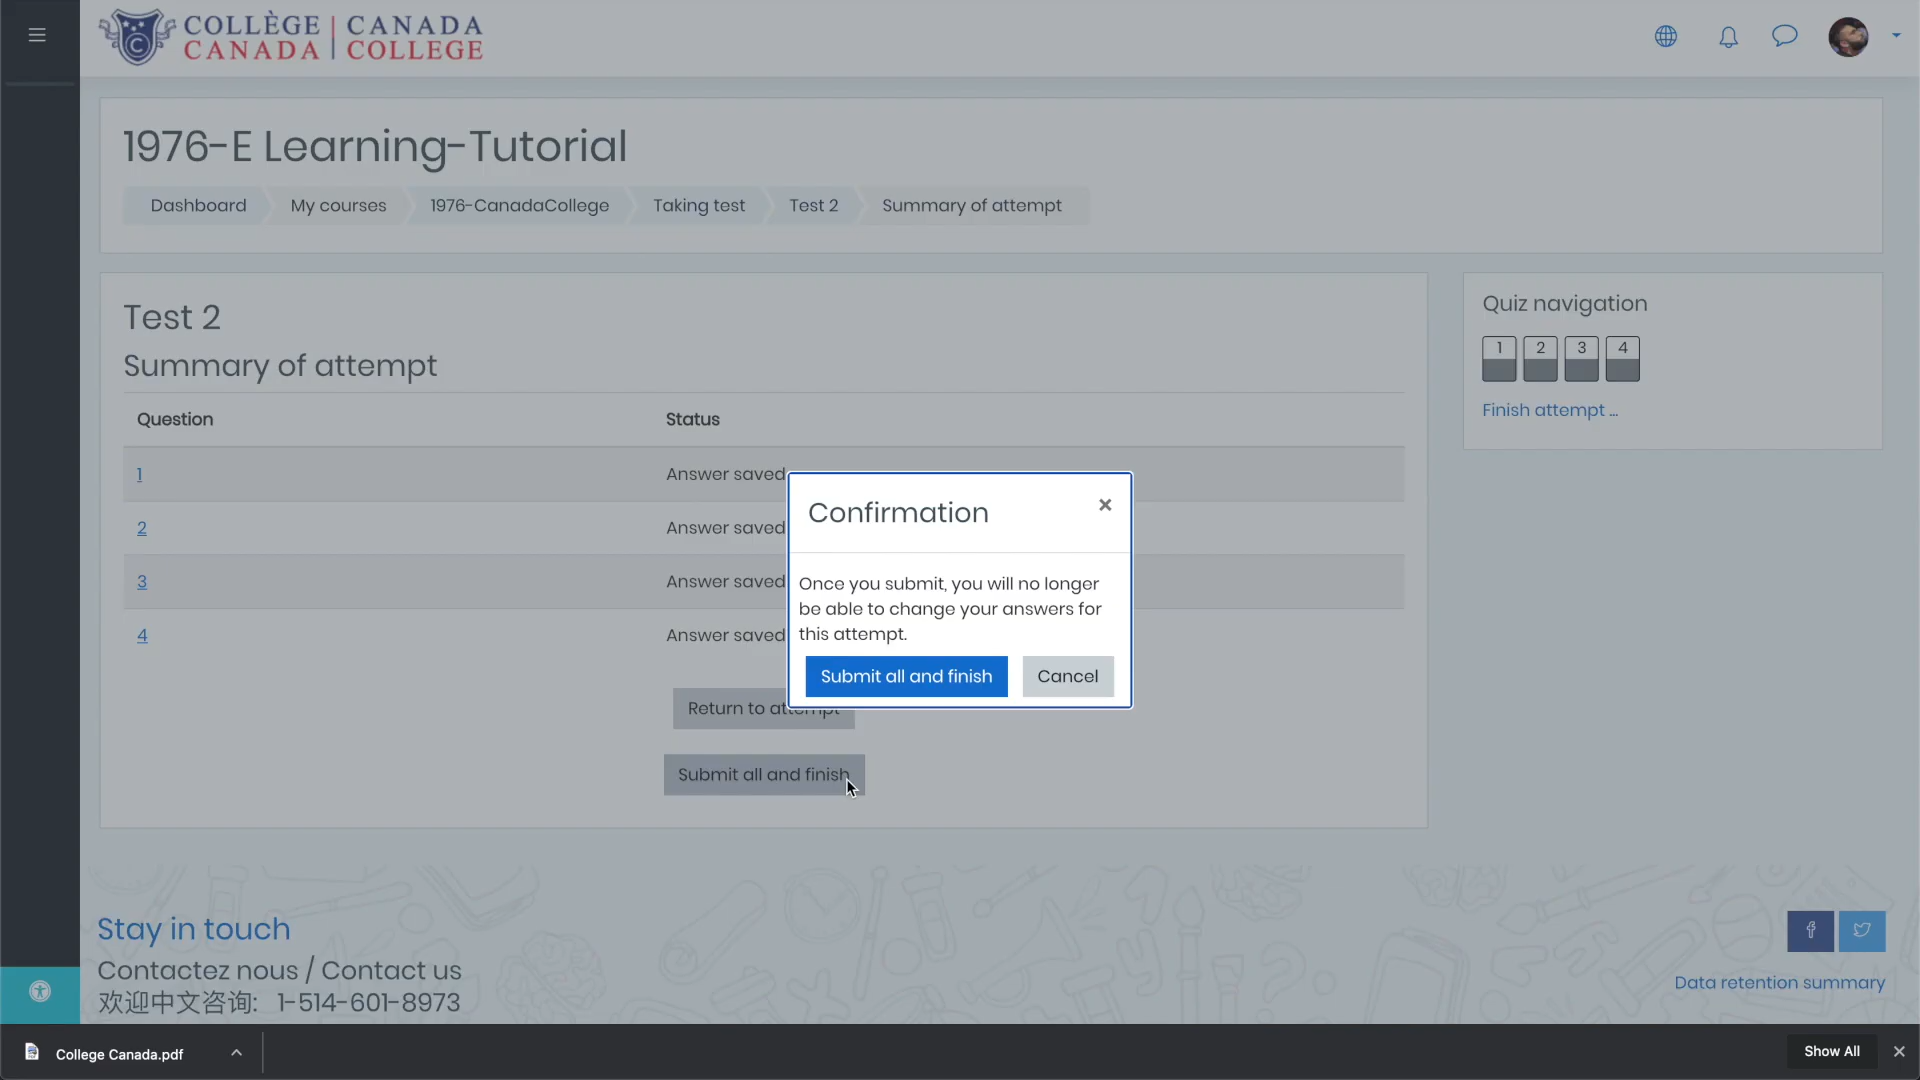 COLLÈGE CANADA
CANADA COLLEGE
1976-E Learning-Tutorial
Dashboard My courses 1976-CanadaCollege Taking test Test 2 Summary of attempt
Test 2
Summary of attempt
Question Status
1 Answer saved
2 Answer saved
3 Answer saved
4 Answer saved
Return to attempt
Submit all and finish
Confirmation ×
Once you submit, you will no longer
be able to change your answers for
this attempt.
Submit all and finish Cancel
Quiz navigation
1 2 3 4
Finish attempt ...
Stay in touch
Contactez nous / Contact us
欢迎中文咨询: 1-514-601-8973
Data retention summary
College Canada.pdf
Show All